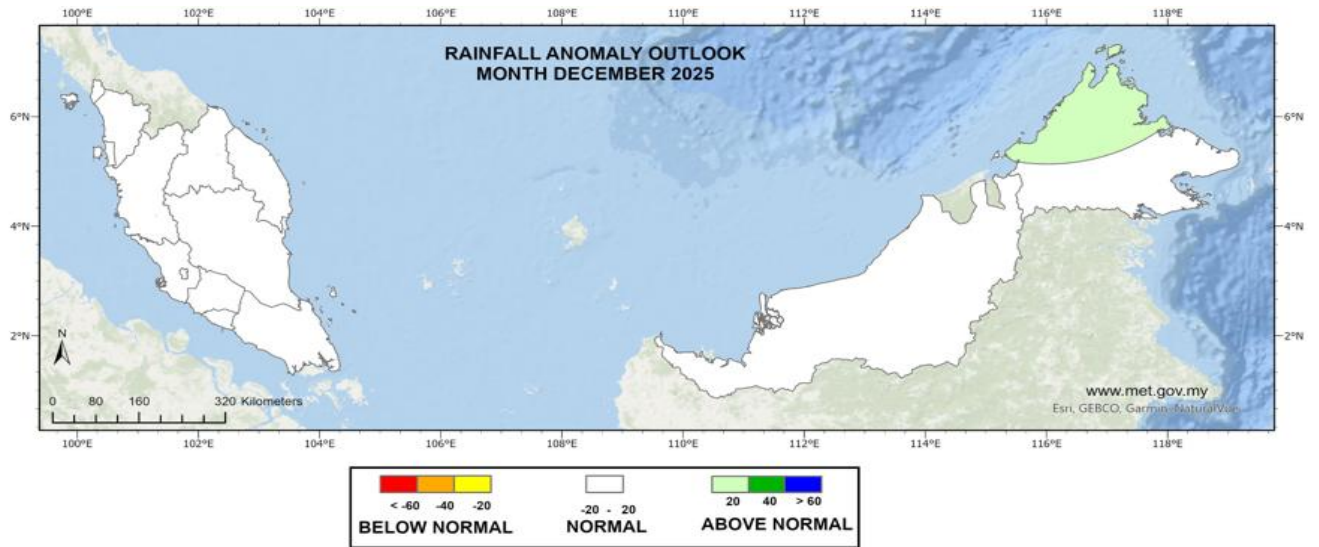 100°E 102°E 104°E 106°E 108°E 110°E 112°E 114°E 116°E 118°E
RAINFALL ANOMALY OUTLOOK
MONTH DECEMBER 2025
6°N 6°N
4°N 4°N
2°N 2°N
N
0 80 160 320 Kilometers
www.met.gov.my
Esri, GEBCO, Garmin, NaturalVue
100°E 102°E 104°E 106°E 108°E 110°E 112°E 114°E 116°E 118°E
< -60 -40 -20 -20 - 20 20 40 > 60
BELOW NORMAL NORMAL ABOVE NORMAL